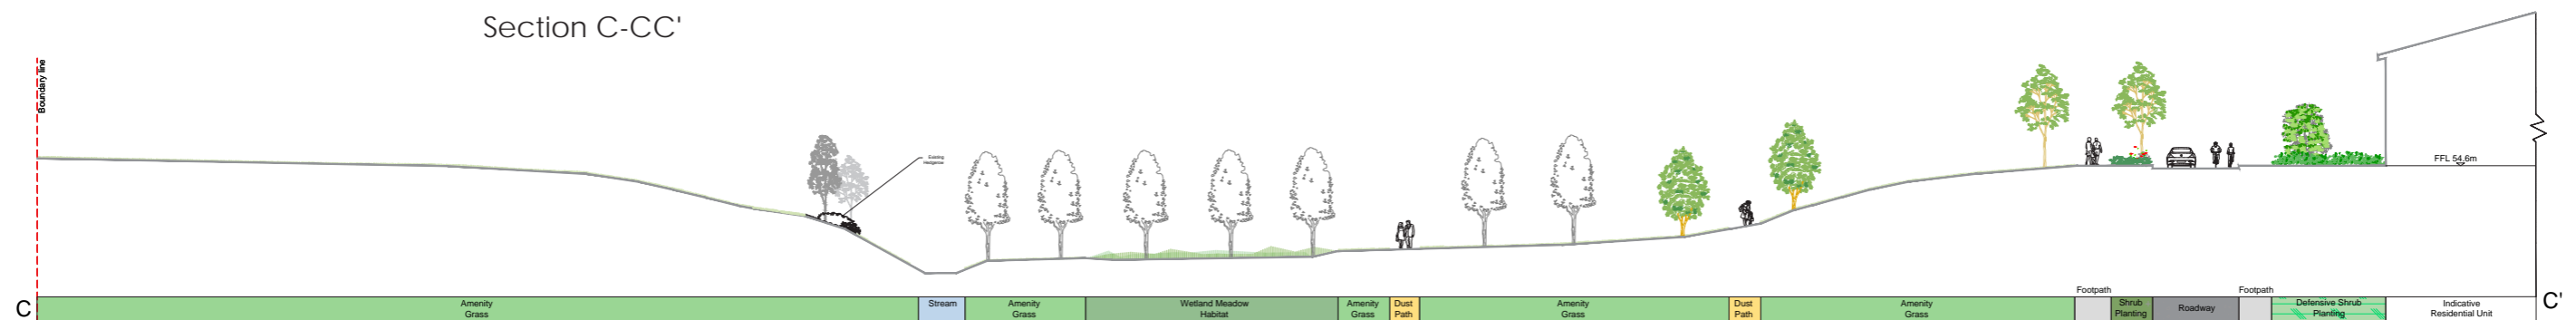 Section C-CC'
Boundary line
Existing
Hedgerow
FFL 54.6m
C
Amenity
Grass
Stream
Amenity
Grass
Wetland Meadow
Habitat
Amenity
Grass
Dust
Path
Amenity
Grass
Dust
Path
Amenity
Grass
Footpath
Shrub
Planting
Roadway
Footpath
Defensive Shrub
Planting
Indicative
Residential Unit
C'